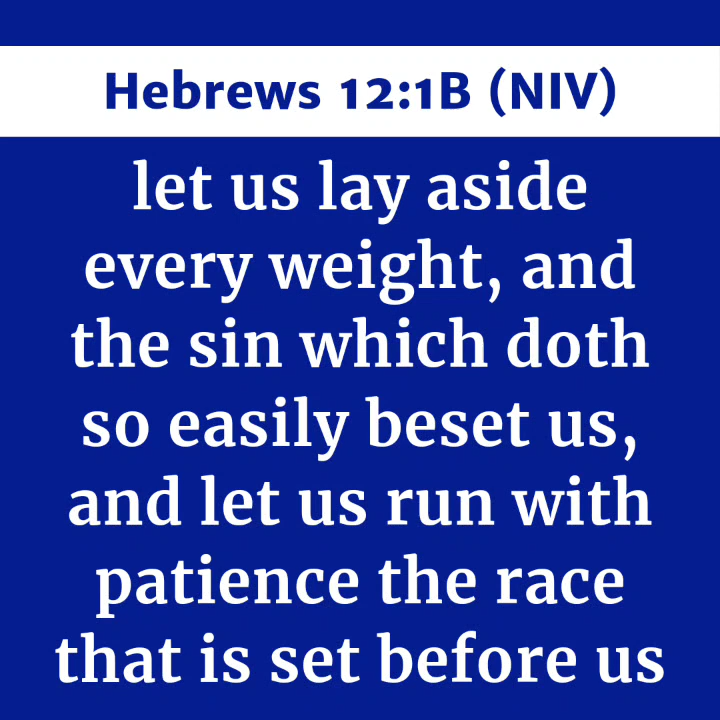 Hebrews 12:1B (NIV)
let us lay aside
every weight, and
the sin which doth
so easily beset us,
and let us run with
patience the race
that is set before us